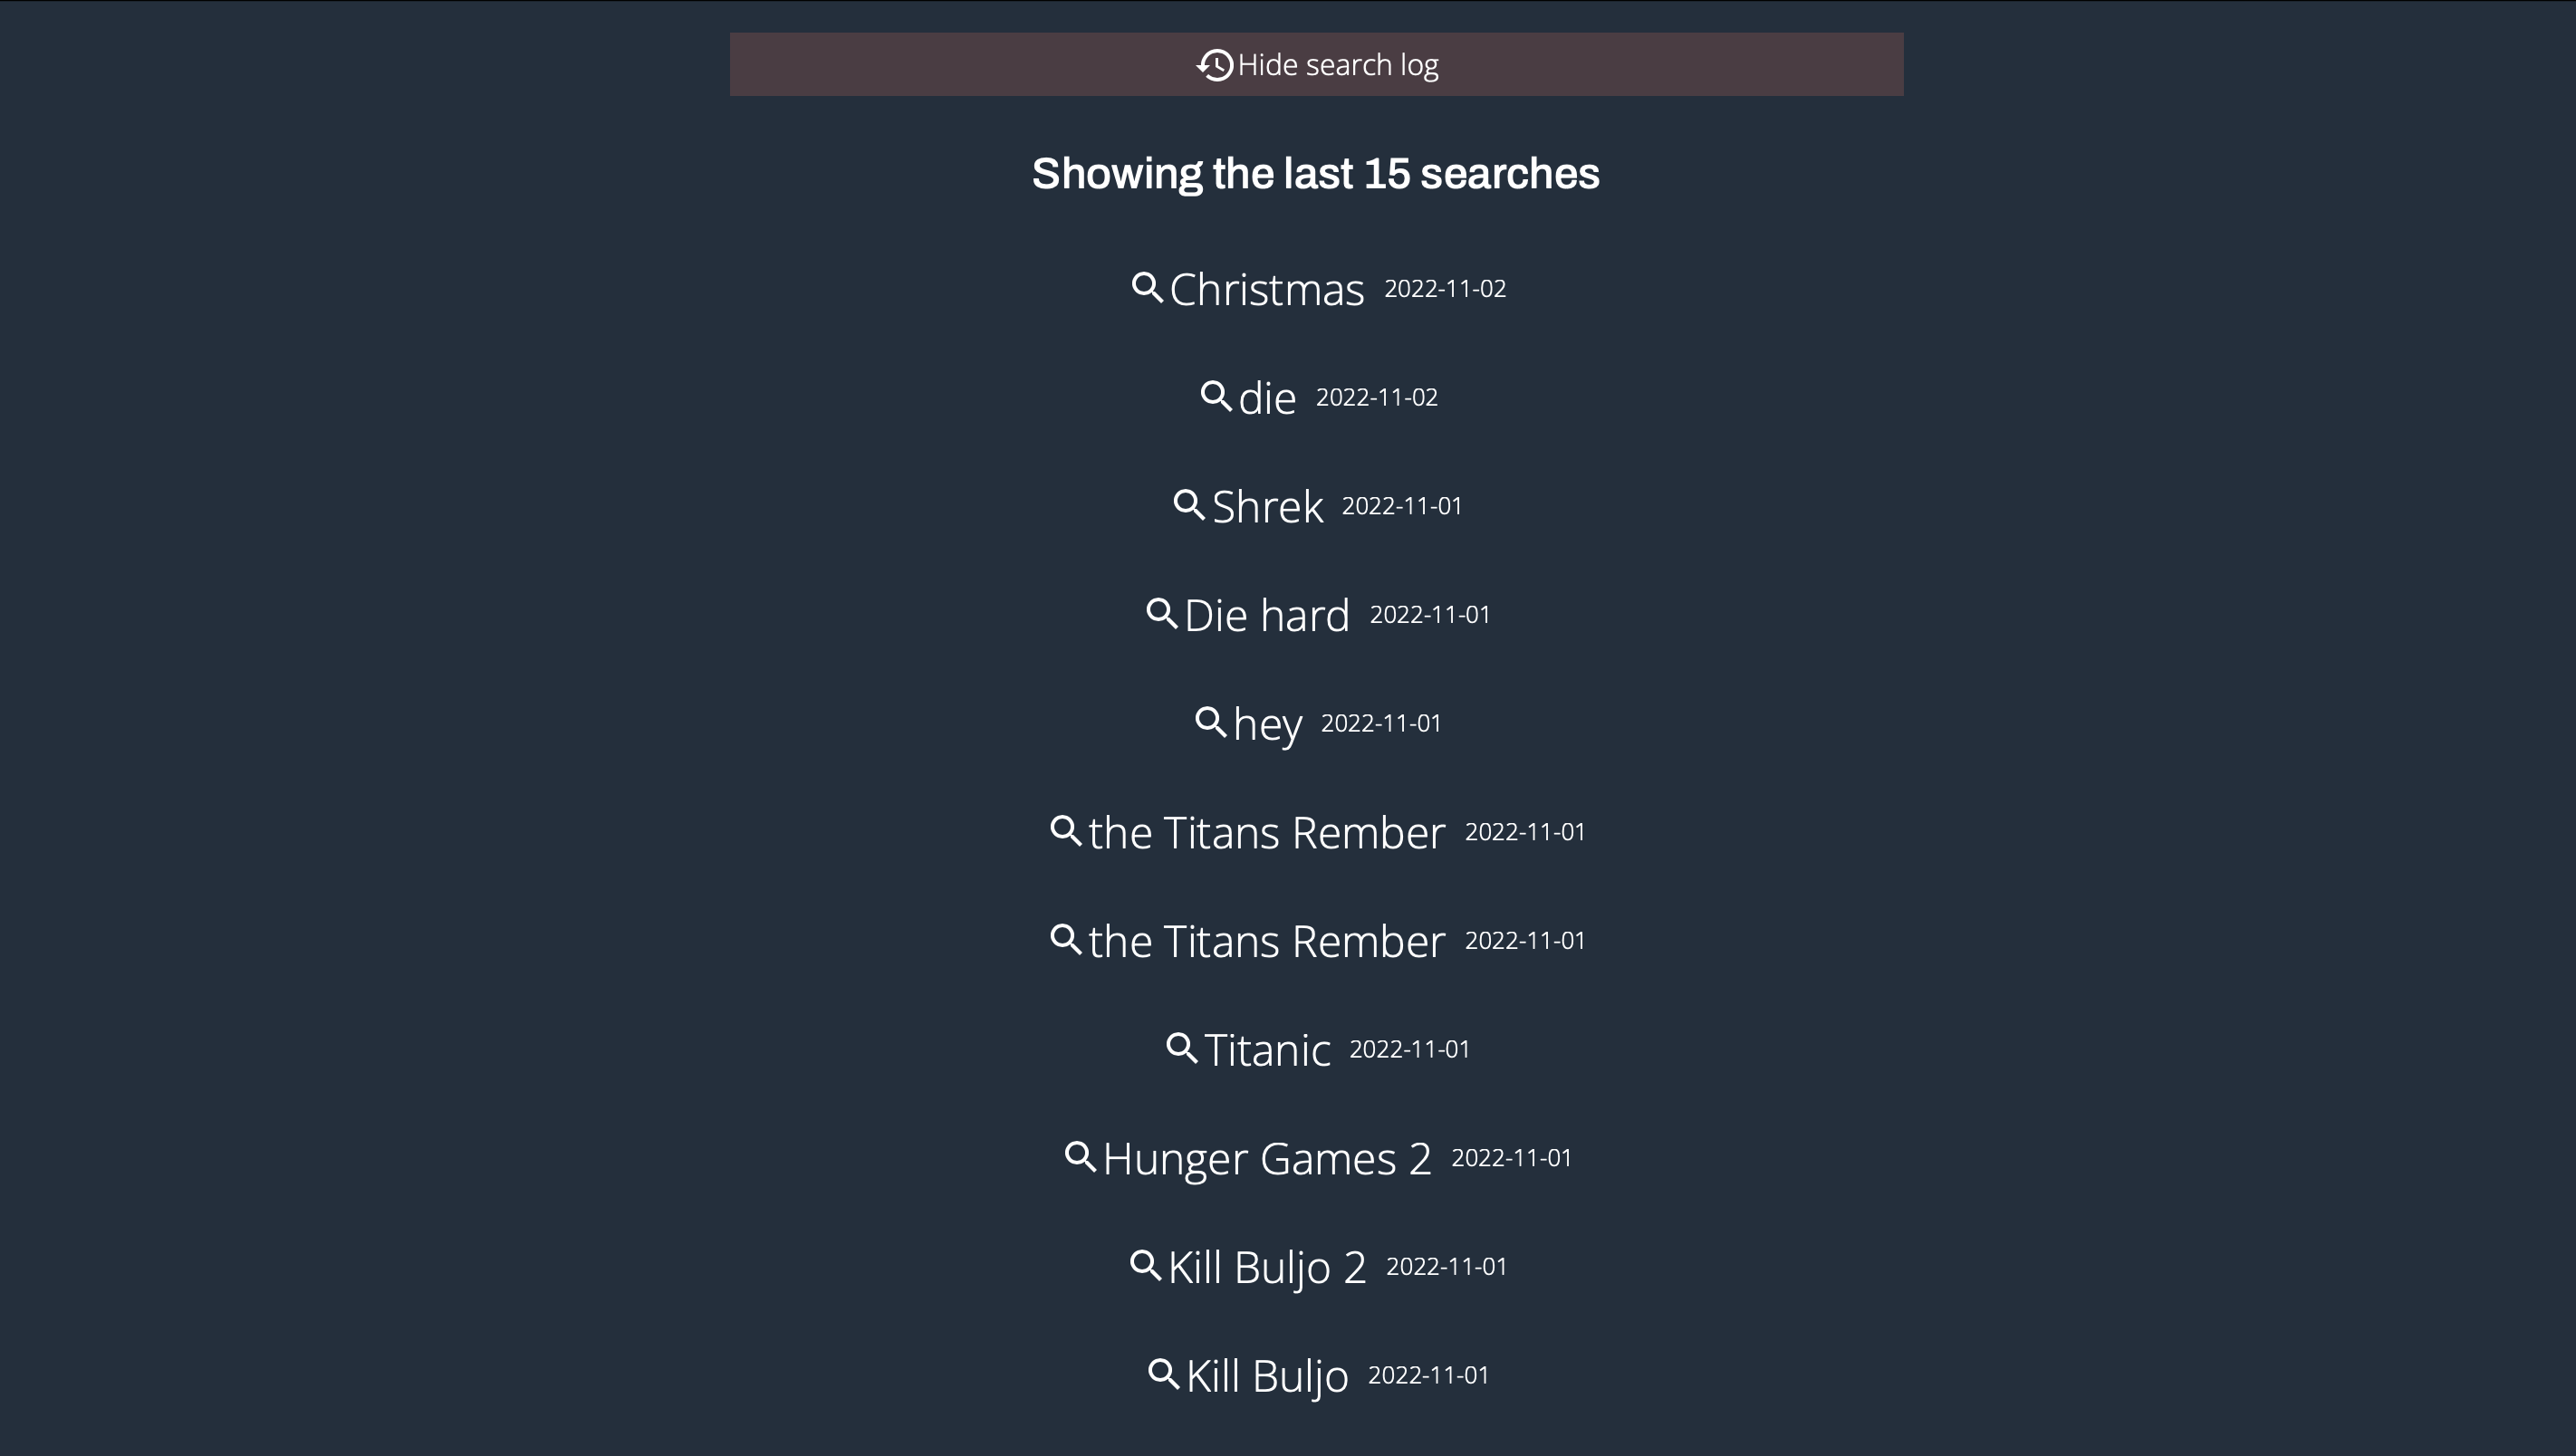 Hide search log
Showing the last 15 searches
Christmas 2022-11-02
die 2022-11-02
Shrek 2022-11-01
Die hard 2022-11-01
hey 2022-11-01
the Titans Rember 2022-11-01
the Titans Rember 2022-11-01
Titanic 2022-11-01
Hunger Games 2 2022-11-01
Kill Buljo 2 2022-11-01
Kill Buljo 2022-11-01